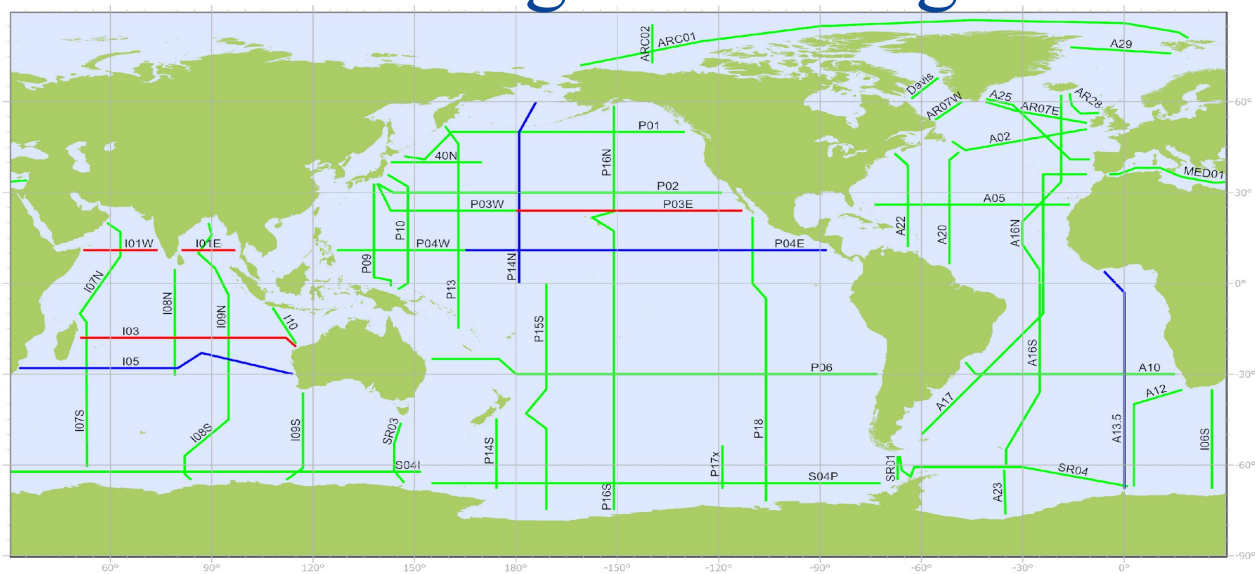 ARC02
ARC01
A29
Davis
AR07W
A25
AR07E
AR28
60°
P01
A02
40N
P16N
MED01
30°
P02
P03W
P03E
A05
A22
A20
A16N
P10
I01W
I01E
P04W
P04E
P09
P14N
I07N
P13
0°
I08N
I09N
I10
P15S
I03
A16S
I05
P06
A10
-30°
A17
A12
I07S
I08S
I09S
SR03
P14S
P18
A13.5
I06S
S04I
P17x
SR01
SR04
-60°
S04P
P16S
A23
-90°
60°
90°
120°
150°
-180°
-150°
-120°
-90°
-60°
-30°
0°